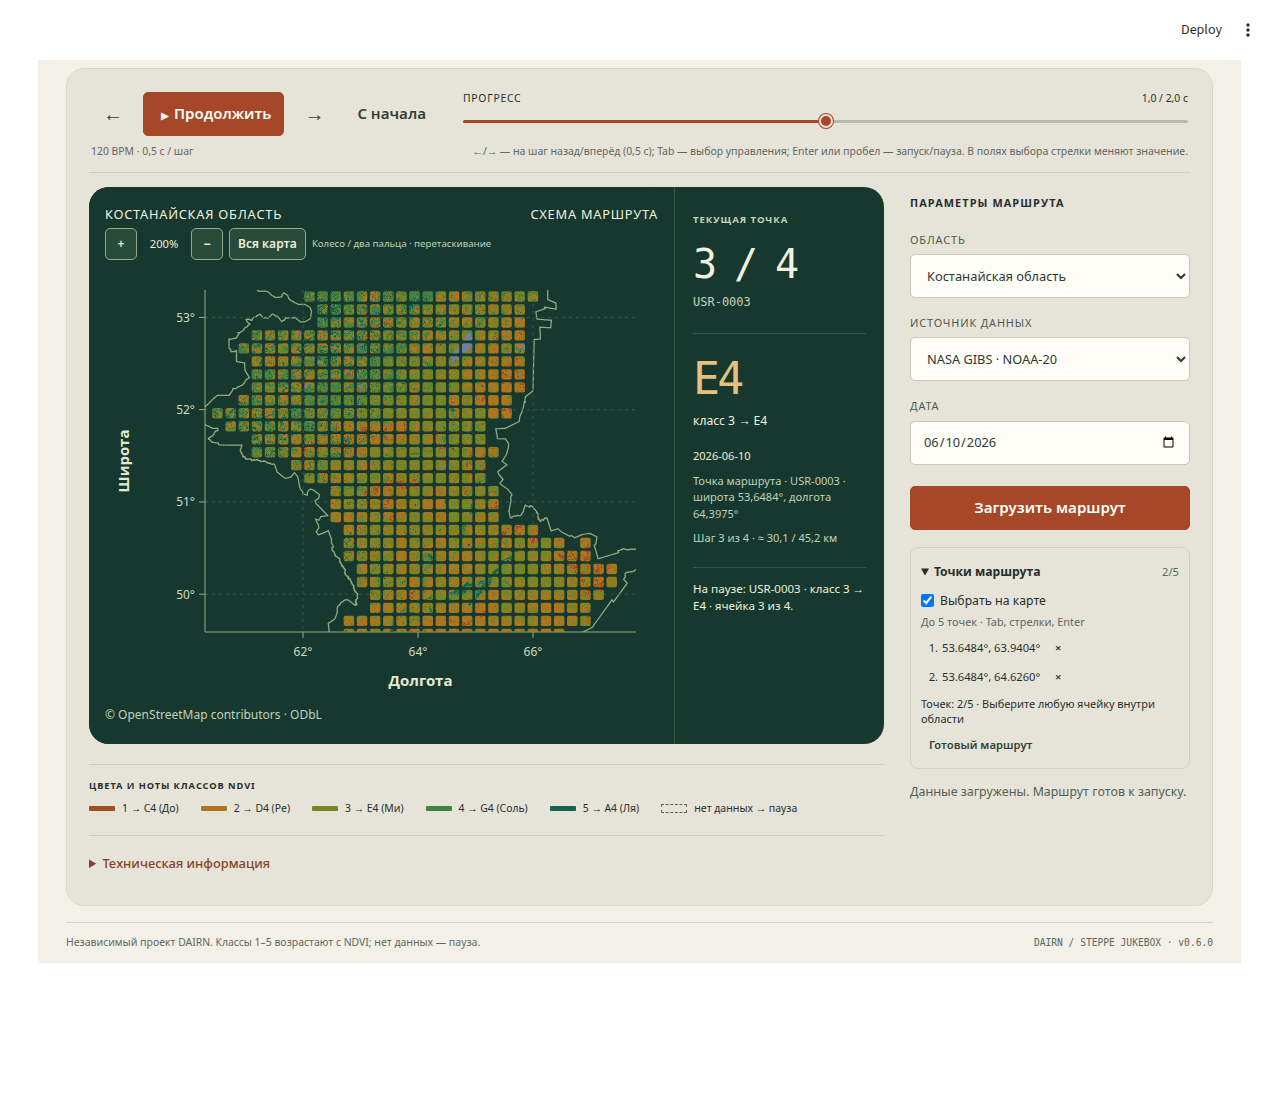 Deploy
←
▶ Продолжить
→
С начала
ПРОГРЕСС
1,0 / 2,0 с
120 BPM · 0,5 с / шаг
←/→ — на шаг назад/вперёд (0,5 с); Tab — выбор управления; Enter или пробел — запуск/пауза. В полях выбора стрелки меняют значение.
КОСТАНАЙСКАЯ ОБЛАСТЬ
СХЕМА МАРШРУТА
+
200%
−
Вся карта
Колесо / два пальца · перетаскивание
53°
52°
51°
50°
Широта
62°
64°
66°
Долгота
© OpenStreetMap contributors · ODbL
ТЕКУЩАЯ ТОЧКА
3 / 4
USR-0003
E4
класс 3 → E4
2026-06-10
Точка маршрута · USR-0003 ·
широта 53,6484°, долгота
64,3975°
Шаг 3 из 4 · ≈ 30,1 / 45,2 км
На паузе: USR-0003 · класс 3 →
E4 · ячейка 3 из 4.
ПАРАМЕТРЫ МАРШРУТА
ОБЛАСТЬ
Костанайская область
ИСТОЧНИК ДАННЫХ
NASA GIBS · NOAA-20
ДАТА
06/10/2026
Загрузить маршрут
▼ Точки маршрута
2/5
Выбрать на карте
До 5 точек · Tab, стрелки, Enter
1. 53.6484°, 63.9404° ×
2. 53.6484°, 64.6260° ×
Точек: 2/5 · Выберите любую ячейку внутри
области
Готовый маршрут
Данные загружены. Маршрут готов к запуску.
ЦВЕТА И НОТЫ КЛАССОВ NDVI
1 → C4 (До)
2 → D4 (Ре)
3 → E4 (Ми)
4 → G4 (Соль)
5 → A4 (Ля)
нет данных → пауза
▶ Техническая информация
Независимый проект DAIRN. Классы 1–5 возрастают с NDVI; нет данных — пауза.
DAIRN / STEPPE JUKEBOX · v0.6.0